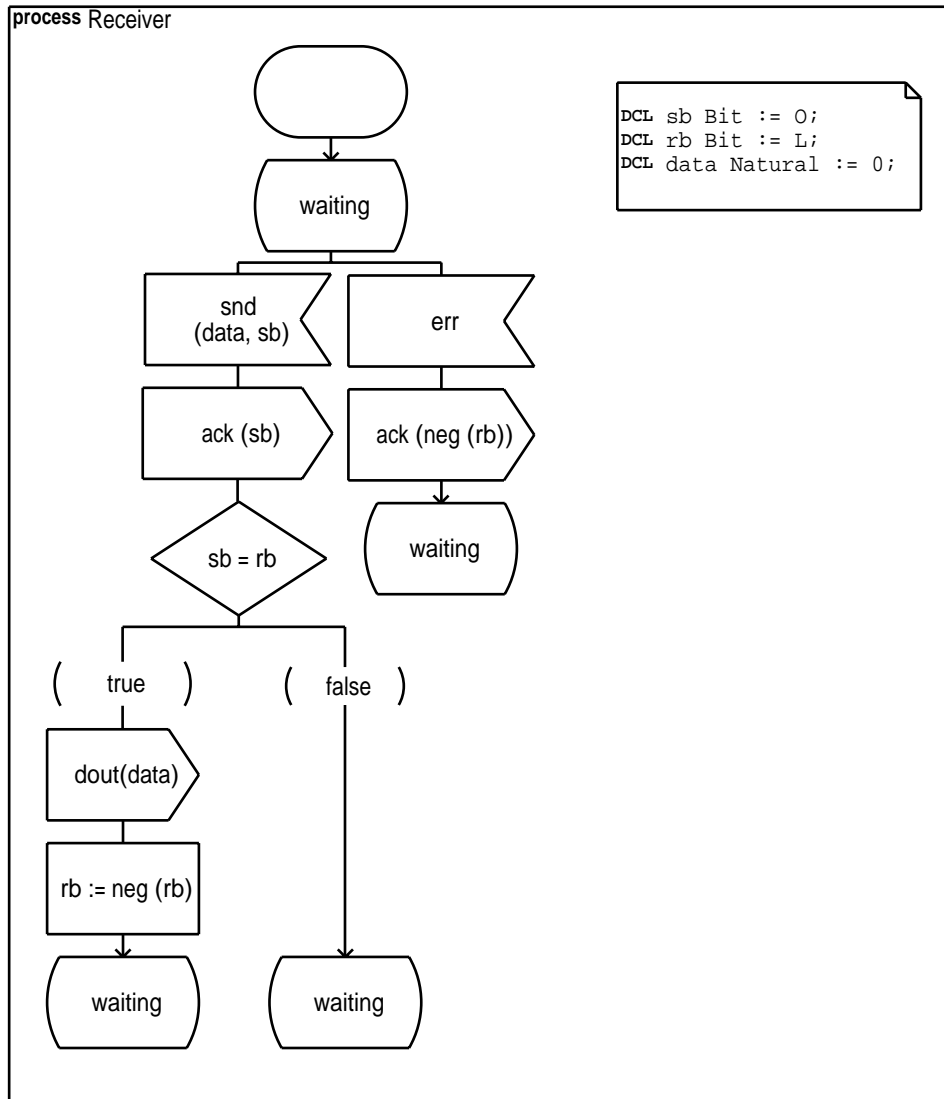 process Receiver
DCL sb Bit := O;
DCL rb Bit := L;
DCL data Natural := 0;
waiting
snd
(data, sb)
err
ack (sb)
ack (neg (rb))
sb = rb
waiting
( true )
( false )
dout(data)
rb := neg (rb)
waiting
waiting